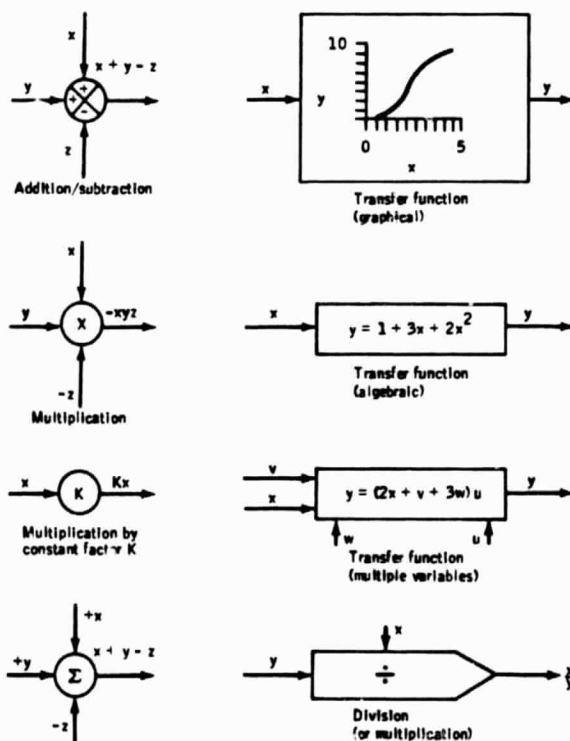 x
x + y - z
y
+
+
-
z
Addition/subtraction
10
y
0
5
x
x
y
Transfer function
(graphical)
x
y
X
-xyz
-z
Multiplication
x
y = 1 + 3x + 2x²
y
Transfer function
(algebraic)
x
K
Kx
Multiplication by
constant factor K
v
x
y = (2x + v + 3w) u
y
w
u
Transfer function
(multiple variables)
+x
x + y - z
+y
Σ
-z
x
y
÷
Division
(or multiplication)